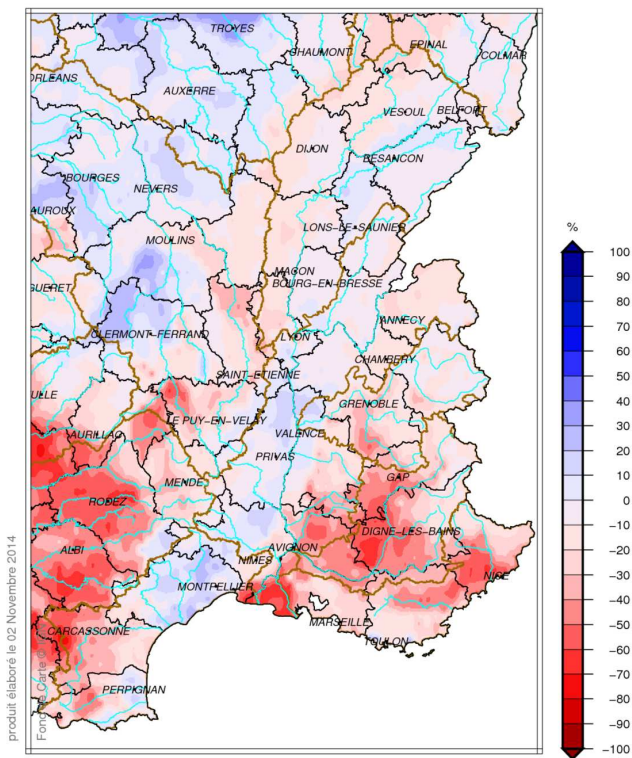 TROYES
CHAUMONT
EPINAL
COLMAR
ORLEANS
AUXERRE
VESOUL
BELFORT
DIJON
BESANCON
BOURGES
NEVERS
AUROUX
LONS-LE-SAUNIER
MOULINS
MACON
BOURG-EN-BRESSE
GUERET
ANNECY
CLERMONT-FERRAND
LYON
CHAMBERY
SAINT-ETIENNE
ULLE
GRENOBLE
LE PUY-EN-VELAY
AURILLAC
VALENCE
PRIVAS
MENDE
GAP
RODEZ
DIGNE-LES-BAINS
ALBI
AVIGNON
NIMES
NICE
MONTPELLIER
MARSEILLE
CARCASSONNE
TOULON
PERPIGNAN
produit élaboré le 02 Novembre 2014
%
100
90
80
70
60
50
40
30
20
10
0
-10
-20
-30
-40
-50
-60
-70
-80
-90
-100